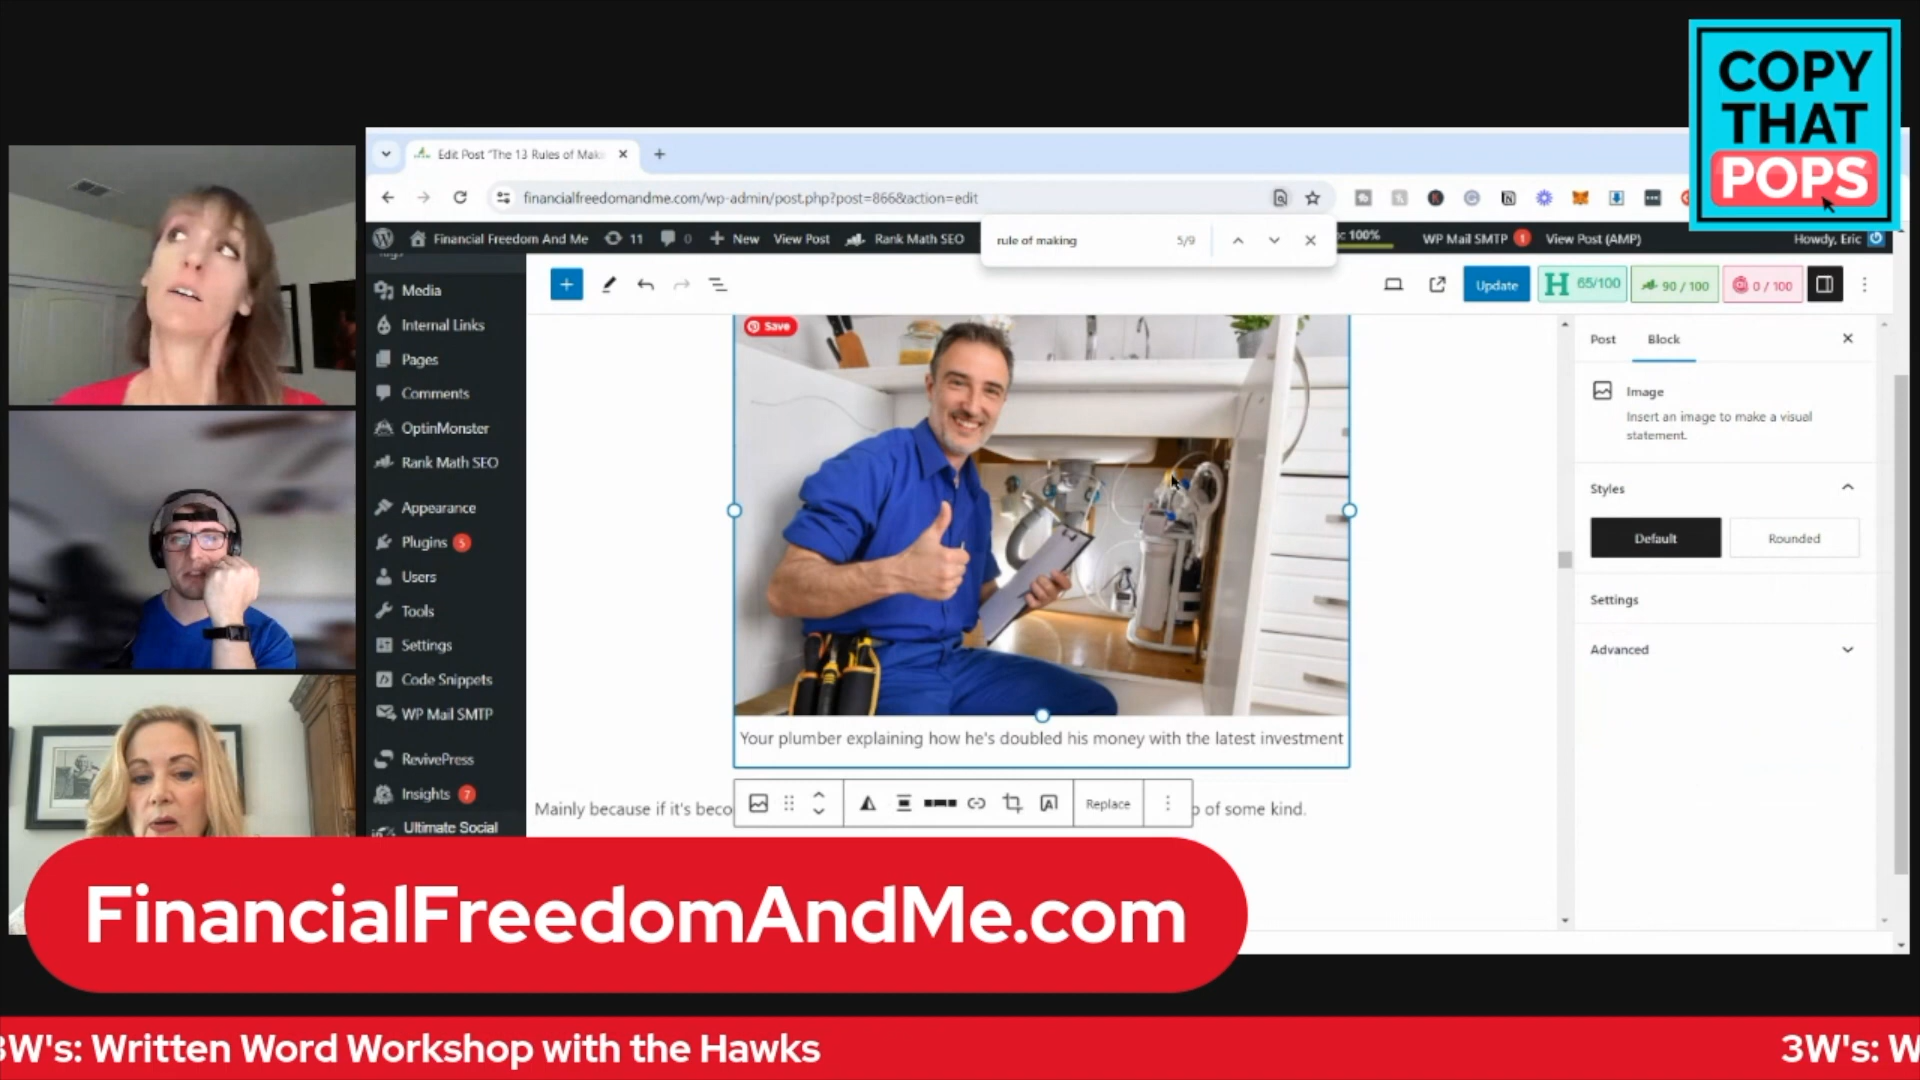 COPY
THAT
POPS
Edit Post "The 13 Rules of Maki
financialfreedomandme.com/wp-admin/post.php?post=866&action=edit
Financial Freedom And Me
11
0
New
View Post
Rank Math SEO
rule of making
5/9
100%
WP Mail SMTP
1
View Post (AMP)
Howdy, Eric
Media
Internal Links
Pages
Comments
OptinMonster
Rank Math SEO
Appearance
Plugins 5
Users
Tools
Settings
Code Snippets
WP Mail SMTP
RevivePress
Insights 7
Ultimate Social
Update
H 65/100
90 / 100
0 / 100
Save
Your plumber explaining how he's doubled his money with the latest investment
Replace
Mainly because if it's beco
p of some kind.
Post
Block
Image
Insert an image to make a visual
statement.
Styles
Default
Rounded
Settings
Advanced
FinancialFreedomAndMe.com
3W's: Written Word Workshop with the Hawks
3W's: W